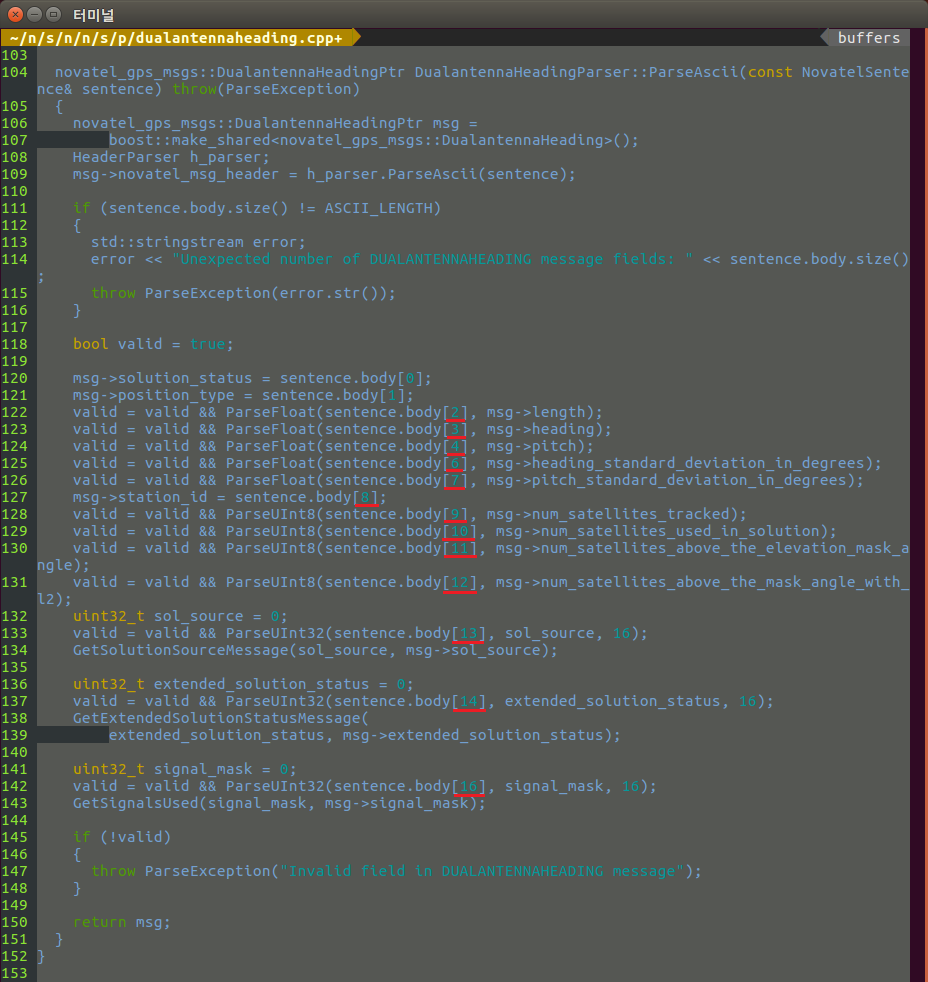 터미널
~/n/s/n/n/s/p/dualantennaheading.cpp+ buffers
103
104   novatel_gps_msgs::DualantennaHeadingPtr DualantennaHeadingParser::ParseAscii(const NovatelSente
nce& sentence) throw(ParseException)
105   {
106     novatel_gps_msgs::DualantennaHeadingPtr msg =
107         boost::make_shared<novatel_gps_msgs::DualantennaHeading>();
108     HeaderParser h_parser;
109     msg->novatel_msg_header = h_parser.ParseAscii(sentence);
110
111     if (sentence.body.size() != ASCII_LENGTH)
112     {
113       std::stringstream error;
114       error << "Unexpected number of DUALANTENNAHEADING message fields: " << sentence.body.size()
;
115       throw ParseException(error.str());
116     }
117
118     bool valid = true;
119
120     msg->solution_status = sentence.body[0];
121     msg->position_type = sentence.body[1];
122     valid = valid && ParseFloat(sentence.body[2], msg->length);
123     valid = valid && ParseFloat(sentence.body[3], msg->heading);
124     valid = valid && ParseFloat(sentence.body[4], msg->pitch);
125     valid = valid && ParseFloat(sentence.body[6], msg->heading_standard_deviation_in_degrees);
126     valid = valid && ParseFloat(sentence.body[7], msg->pitch_standard_deviation_in_degrees);
127     msg->station_id = sentence.body[8];
128     valid = valid && ParseUInt8(sentence.body[9], msg->num_satellites_tracked);
129     valid = valid && ParseUInt8(sentence.body[10], msg->num_satellites_used_in_solution);
130     valid = valid && ParseUInt8(sentence.body[11], msg->num_satellites_above_the_elevation_mask_a
ngle);
131     valid = valid && ParseUInt8(sentence.body[12], msg->num_satellites_above_the_mask_angle_with_
l2);
132     uint32_t sol_source = 0;
133     valid = valid && ParseUInt32(sentence.body[13], sol_source, 16);
134     GetSolutionSourceMessage(sol_source, msg->sol_source);
135
136     uint32_t extended_solution_status = 0;
137     valid = valid && ParseUInt32(sentence.body[14], extended_solution_status, 16);
138     GetExtendedSolutionStatusMessage(
139         extended_solution_status, msg->extended_solution_status);
140
141     uint32_t signal_mask = 0;
142     valid = valid && ParseUInt32(sentence.body[16], signal_mask, 16);
143     GetSignalsUsed(signal_mask, msg->signal_mask);
144
145     if (!valid)
146     {
147       throw ParseException("Invalid field in DUALANTENNAHEADING message");
148     }
149
150     return msg;
151   }
152 }
153